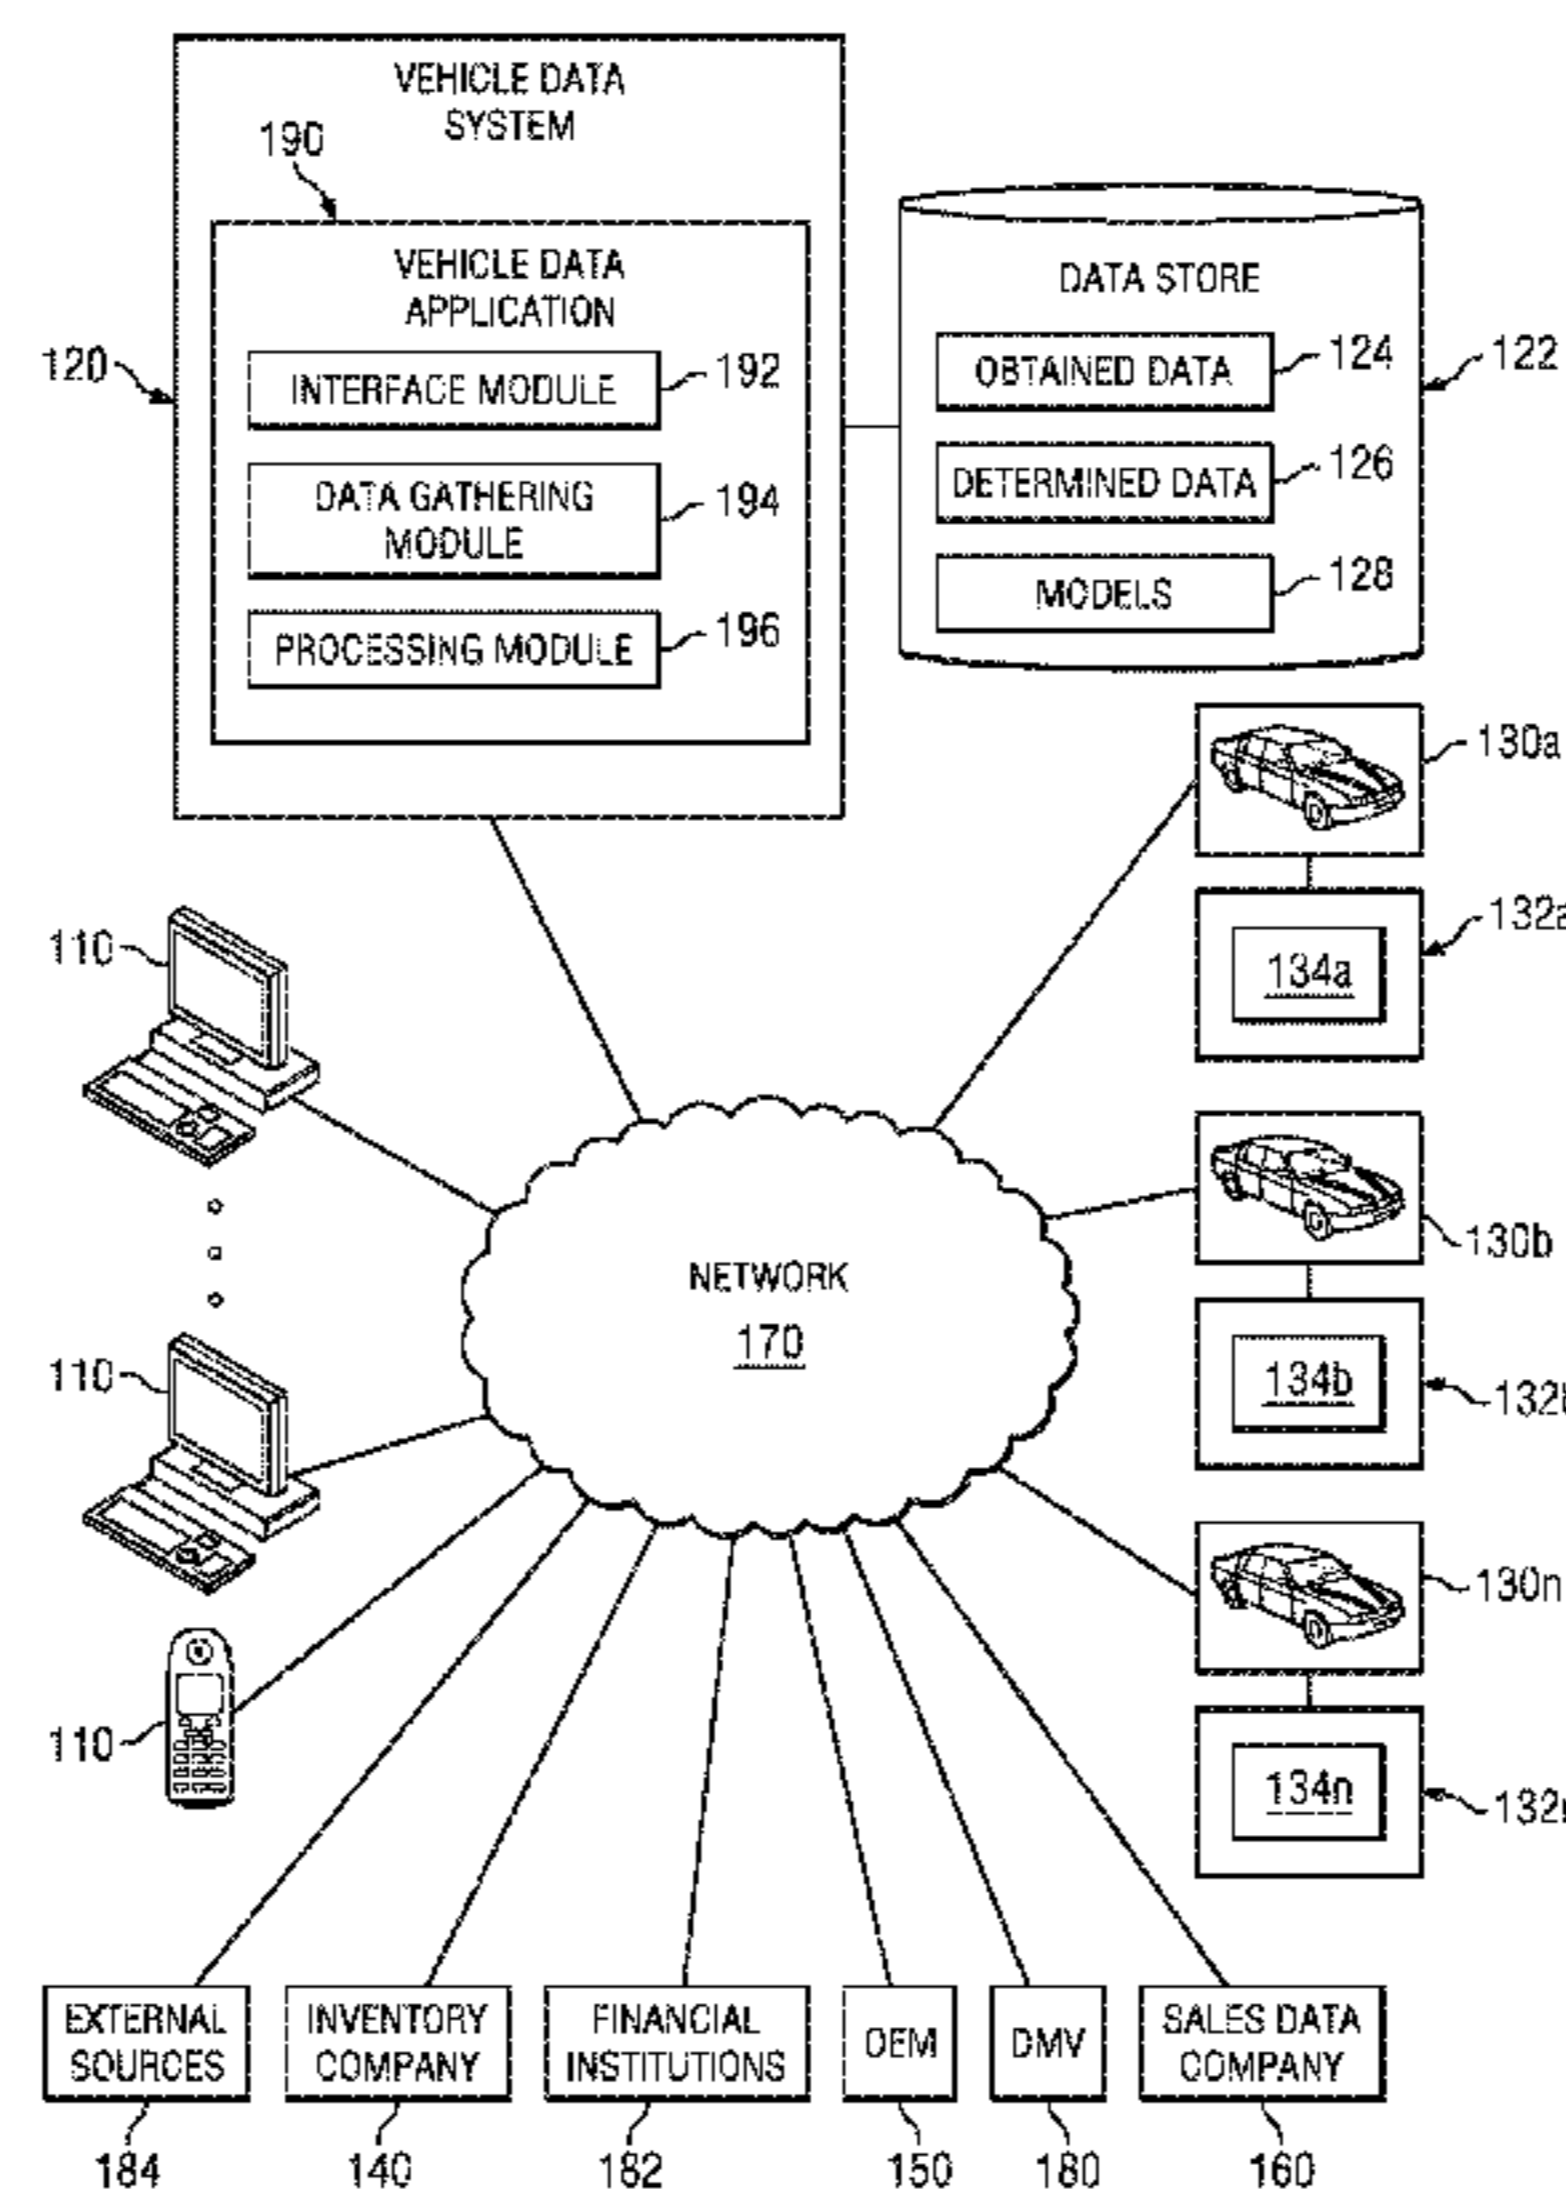 VEHICLE DATA
SYSTEM
190
VEHICLE DATA
APPLICATION
120
INTERFACE MODULE
192
DATA GATHERING
MODULE
194
PROCESSING MODULE
196
DATA STORE
OBTAINED DATA
124
122
DETERMINED DATA
126
MODELS
128
130a
132a
134a
110
130b
NETWORK
170
134b
110
130n
110
134n
EXTERNAL
SOURCES
INVENTORY
COMPANY
FINANCIAL
INSTITUTIONS
OEM
DMV
SALES DATA
COMPANY
184
140
182
150
180
160